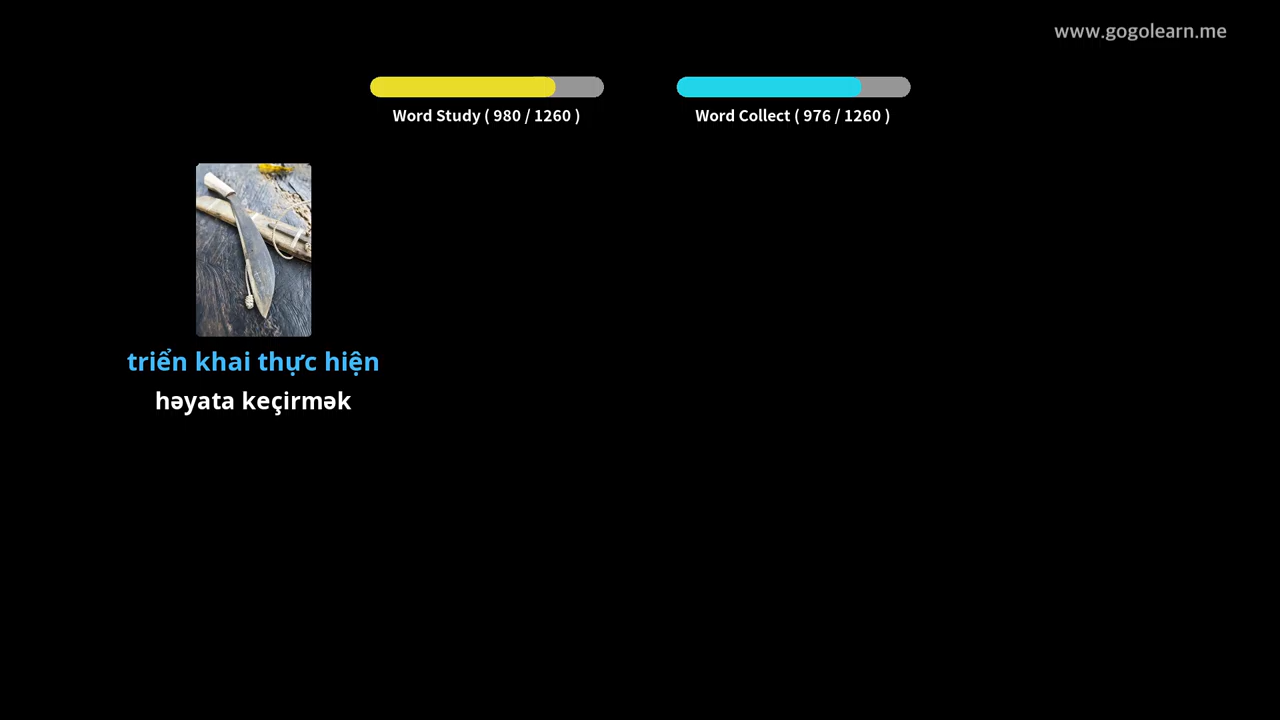 www.gogolearn.me
Word Study ( 980 / 1260 )
Word Collect ( 976 / 1260 )
triển khai thực hiện
həyata keçirmək